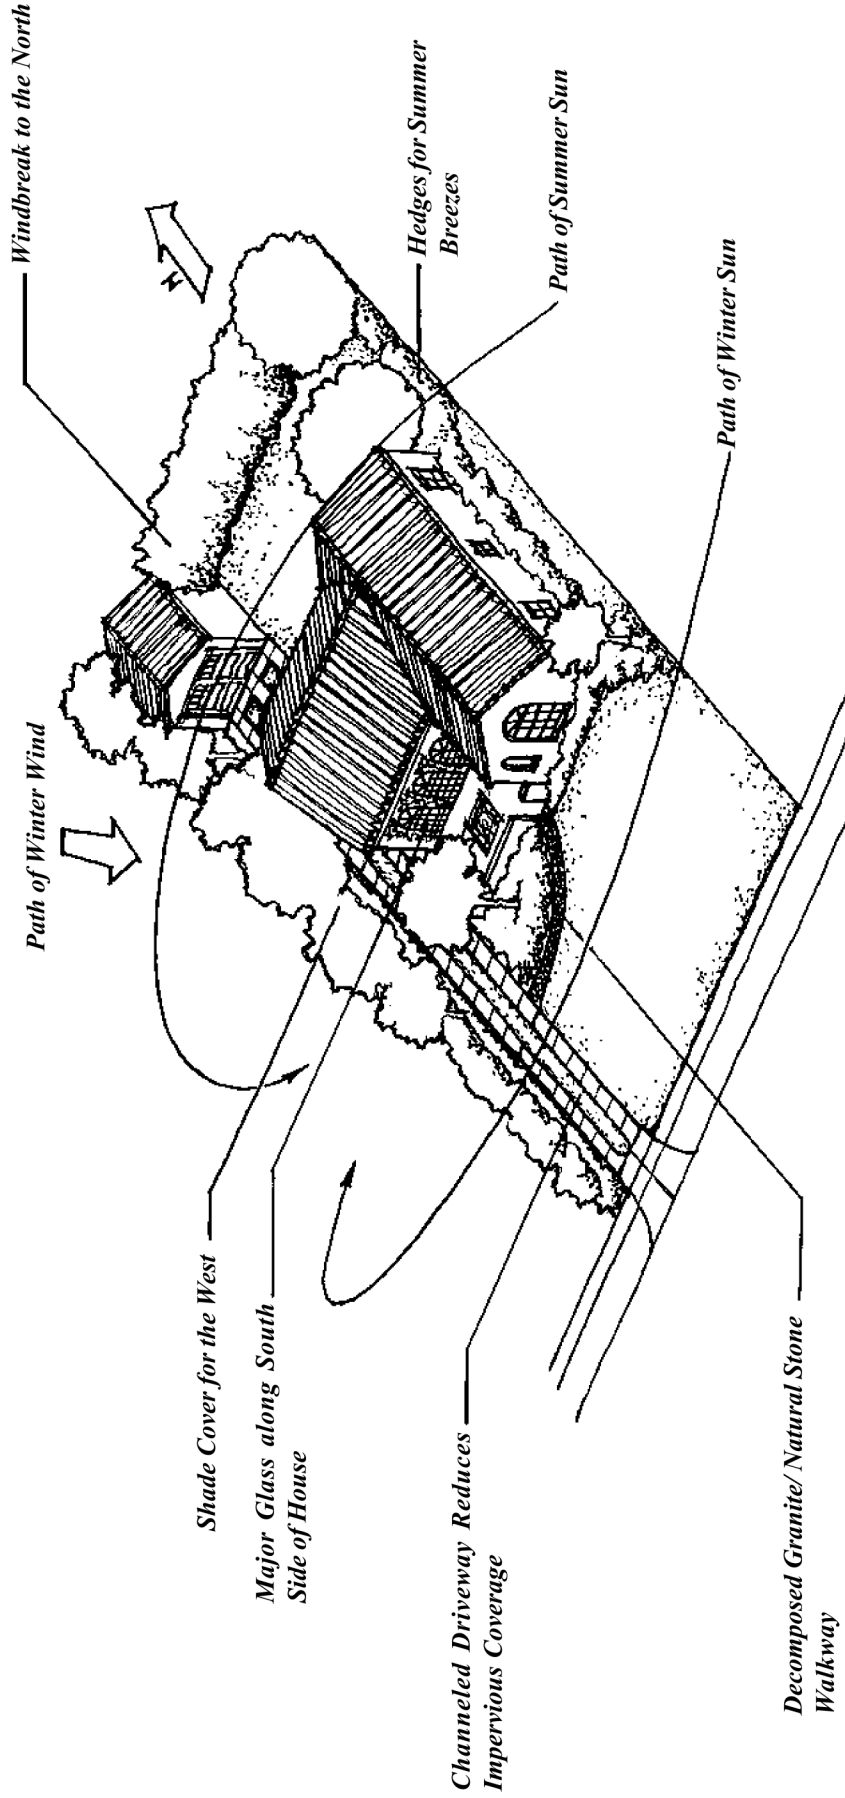 Windbreak to the North
N
Path of Winter Wind
Hedges for Summer
Breezes
Path of Summer Sun
Path of Winter Sun
Shade Cover for the West
Major Glass along South
Side of House
Channeled Driveway Reduces
Impervious Coverage
Decomposed Granite/ Natural Stone
Walkway